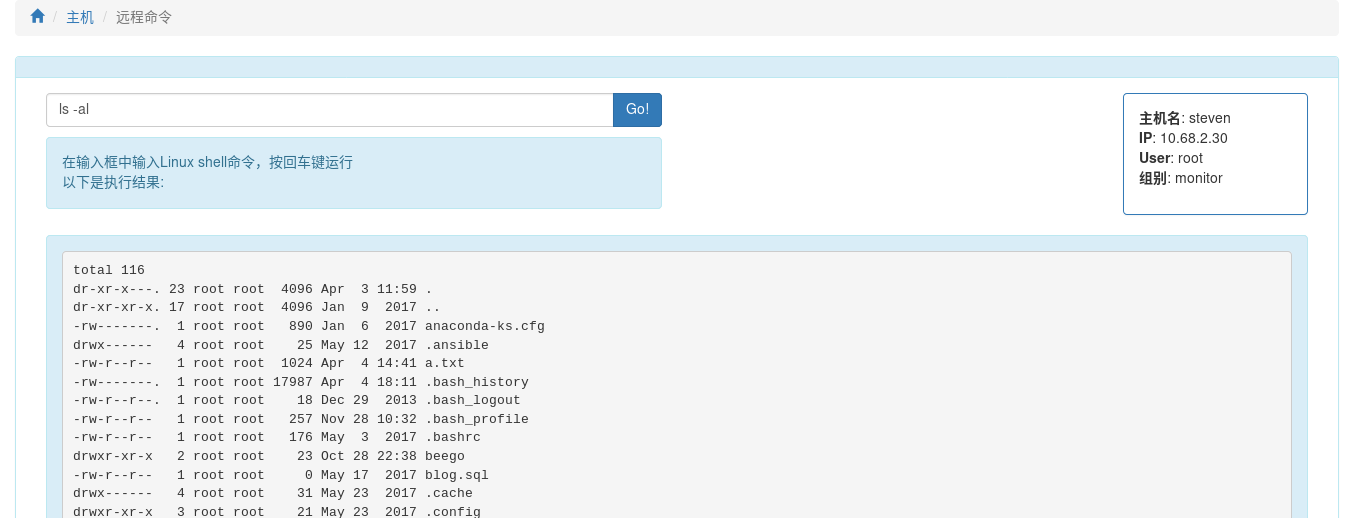 / 主机 / 远程命令
ls -al Go!
在输入框中输入Linux shell命令，按回车键运行
以下是执行结果:
主机名: steven
IP: 10.68.2.30
User: root
组别: monitor
total 116
dr-xr-x---. 23 root root  4096 Apr  3 11:59 .
dr-xr-xr-x. 17 root root  4096 Jan  9  2017 ..
-rw-------.  1 root root   890 Jan  6  2017 anaconda-ks.cfg
drwx------   4 root root    25 May 12  2017 .ansible
-rw-r--r--   1 root root  1024 Apr  4 14:41 a.txt
-rw-------.  1 root root 17987 Apr  4 18:11 .bash_history
-rw-r--r--.  1 root root    18 Dec 29  2013 .bash_logout
-rw-r--r--   1 root root   257 Nov 28 10:32 .bash_profile
-rw-r--r--   1 root root   176 May  3  2017 .bashrc
drwxr-xr-x   2 root root    23 Oct 28 22:38 beego
-rw-r--r--   1 root root     0 May 17  2017 blog.sql
drwx------   4 root root    31 May 23  2017 .cache
drwxr-xr-x   3 root root    21 May 23  2017 .config